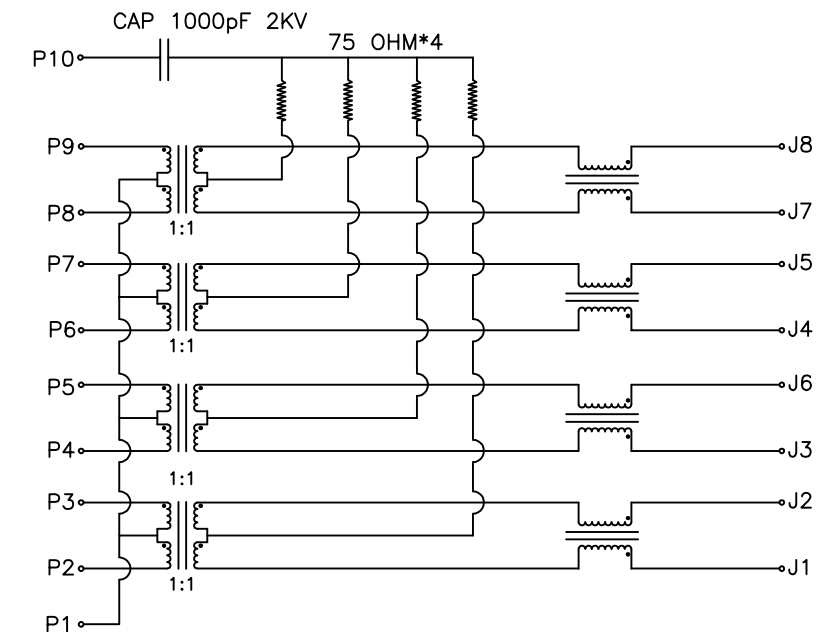 CAP 1000pF 2KV
75 OHM*4
P10
P9
J8
P8
J7
1:1
P7
J5
P6
J4
1:1
P5
J6
P4
J3
1:1
P3
J2
P2
J1
1:1
P1